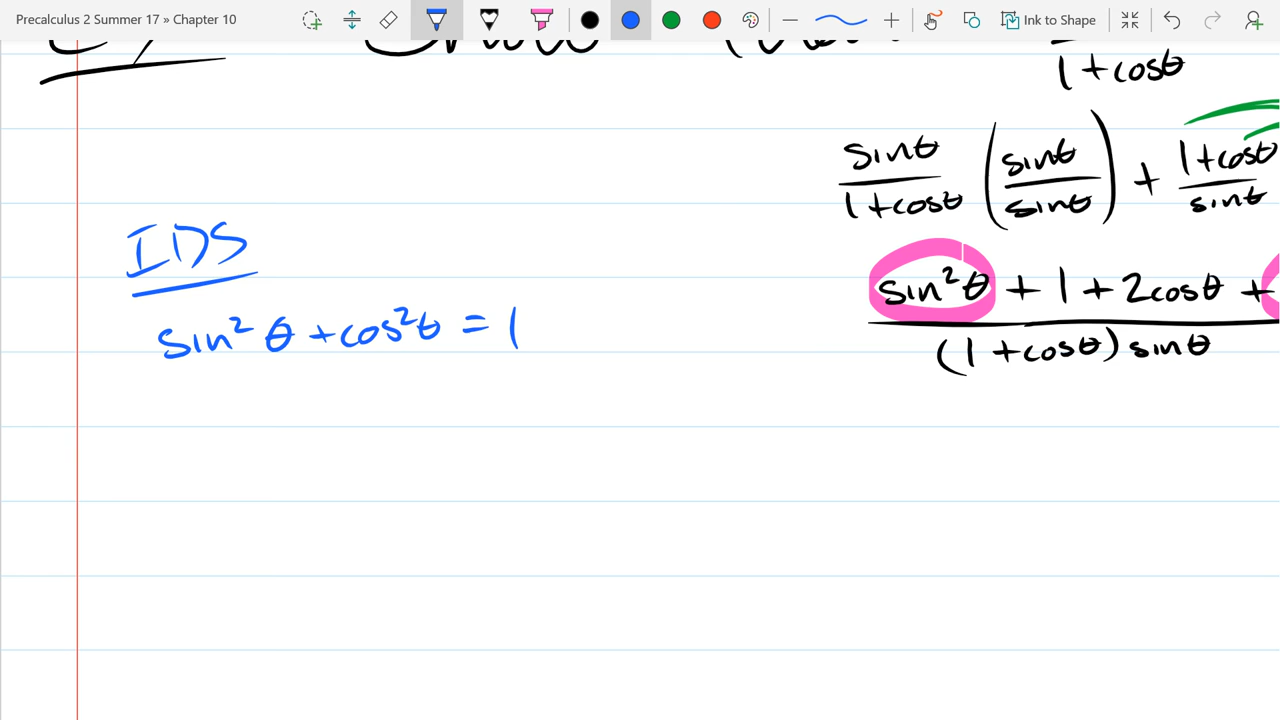 Precalculus 2 Summer 17 » Chapter 10
Ink to Shape
1 + cosθ
sinθ / 1 + cosθ (sinθ / sinθ) + 1 + cosθ / sinθ
IDS
sin²θ + 1 + 2cosθ +
(1 + cosθ) sinθ
sin²θ + cos²θ = 1